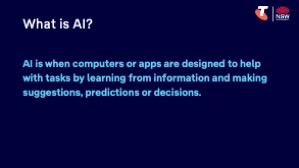 What is AI?
NSW
AI is when computers or apps are designed to help
with tasks by learning from information and making
suggestions, predictions or decisions.